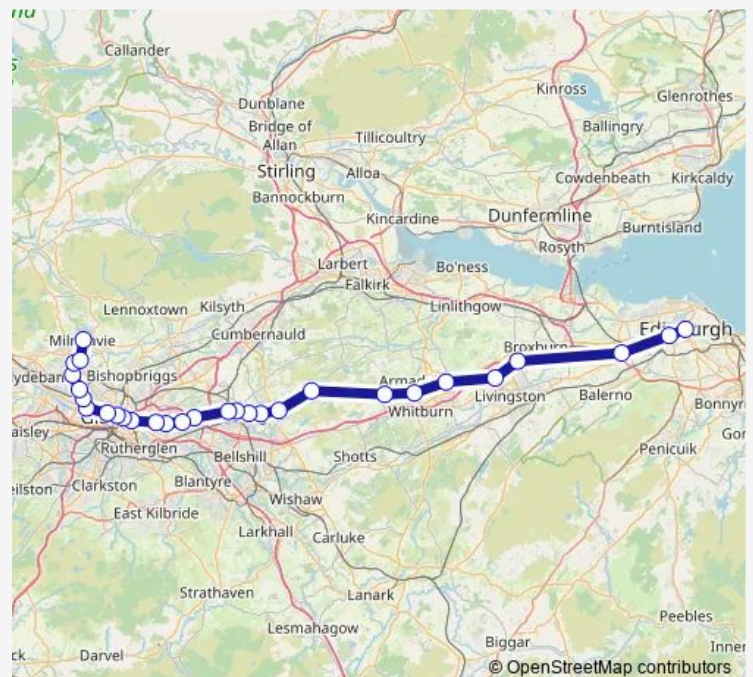 Callander
Dunblane
Bridge of
Allan
Stirling
Bannockburn
Tillicoultry
Alloa
Kincardine
Kinross
Glenrothes
Ballingry
Cowdenbeath
Kirkcaldy
Dunfermline
Burntisland
Rosyth
Larbert
Falkirk
Bo'ness
Linlithgow
Lennoxtown
Kilsyth
Cumbernauld
Bishopbriggs
Broxburn
Livingston
Balerno
Whitburn
Bonnyri
Penicuik
Rutherglen
Bellshill
Shotts
Clarkston
Blantyre
Wishaw
East Kilbride
Larkhall
Carluke
Strathaven
Lanark
Lesmahagow
Peebles
Biggar
Darvel
© OpenStreetMap contributors